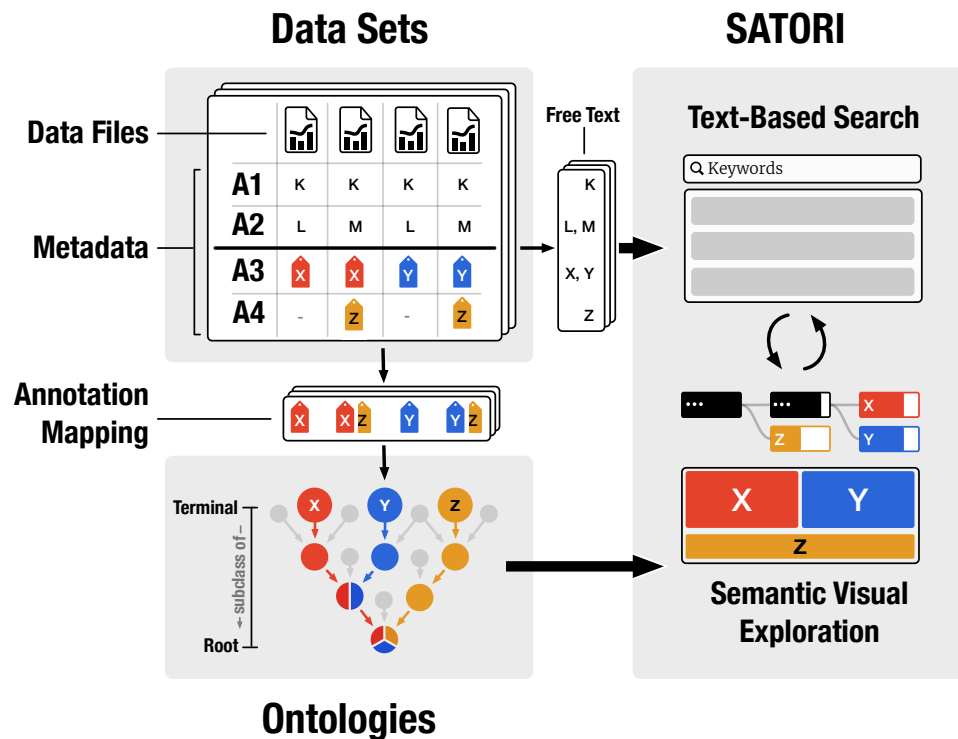 Data Sets
SATORI
Data Files
Free Text
Text-Based Search
Keywords
A1 K K K K
K
A2 L M L M
L, M
Metadada
A3 X X Y Y
X, Y
A4 - Z - Z
Z
Annotation
Mapping
X X Z Y Y Z
••• ••• X
Z Y
Terminal
X Y Z
← subclass of –
Root
X Y
Z
Semantic Visual
Exploration
Ontologies